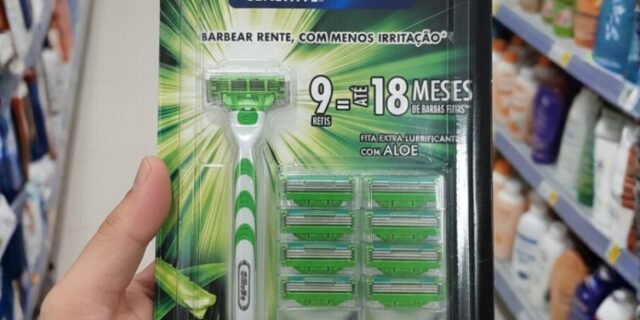 BARBEAR RENTE, COM MENOS IRRITAÇÃO*
9 = ATÉ 18 MESES
REFIS
DE BARBAS FEITAS**
FITA EXTRA LUBRIFICANTE
COM ALOE
Gillette